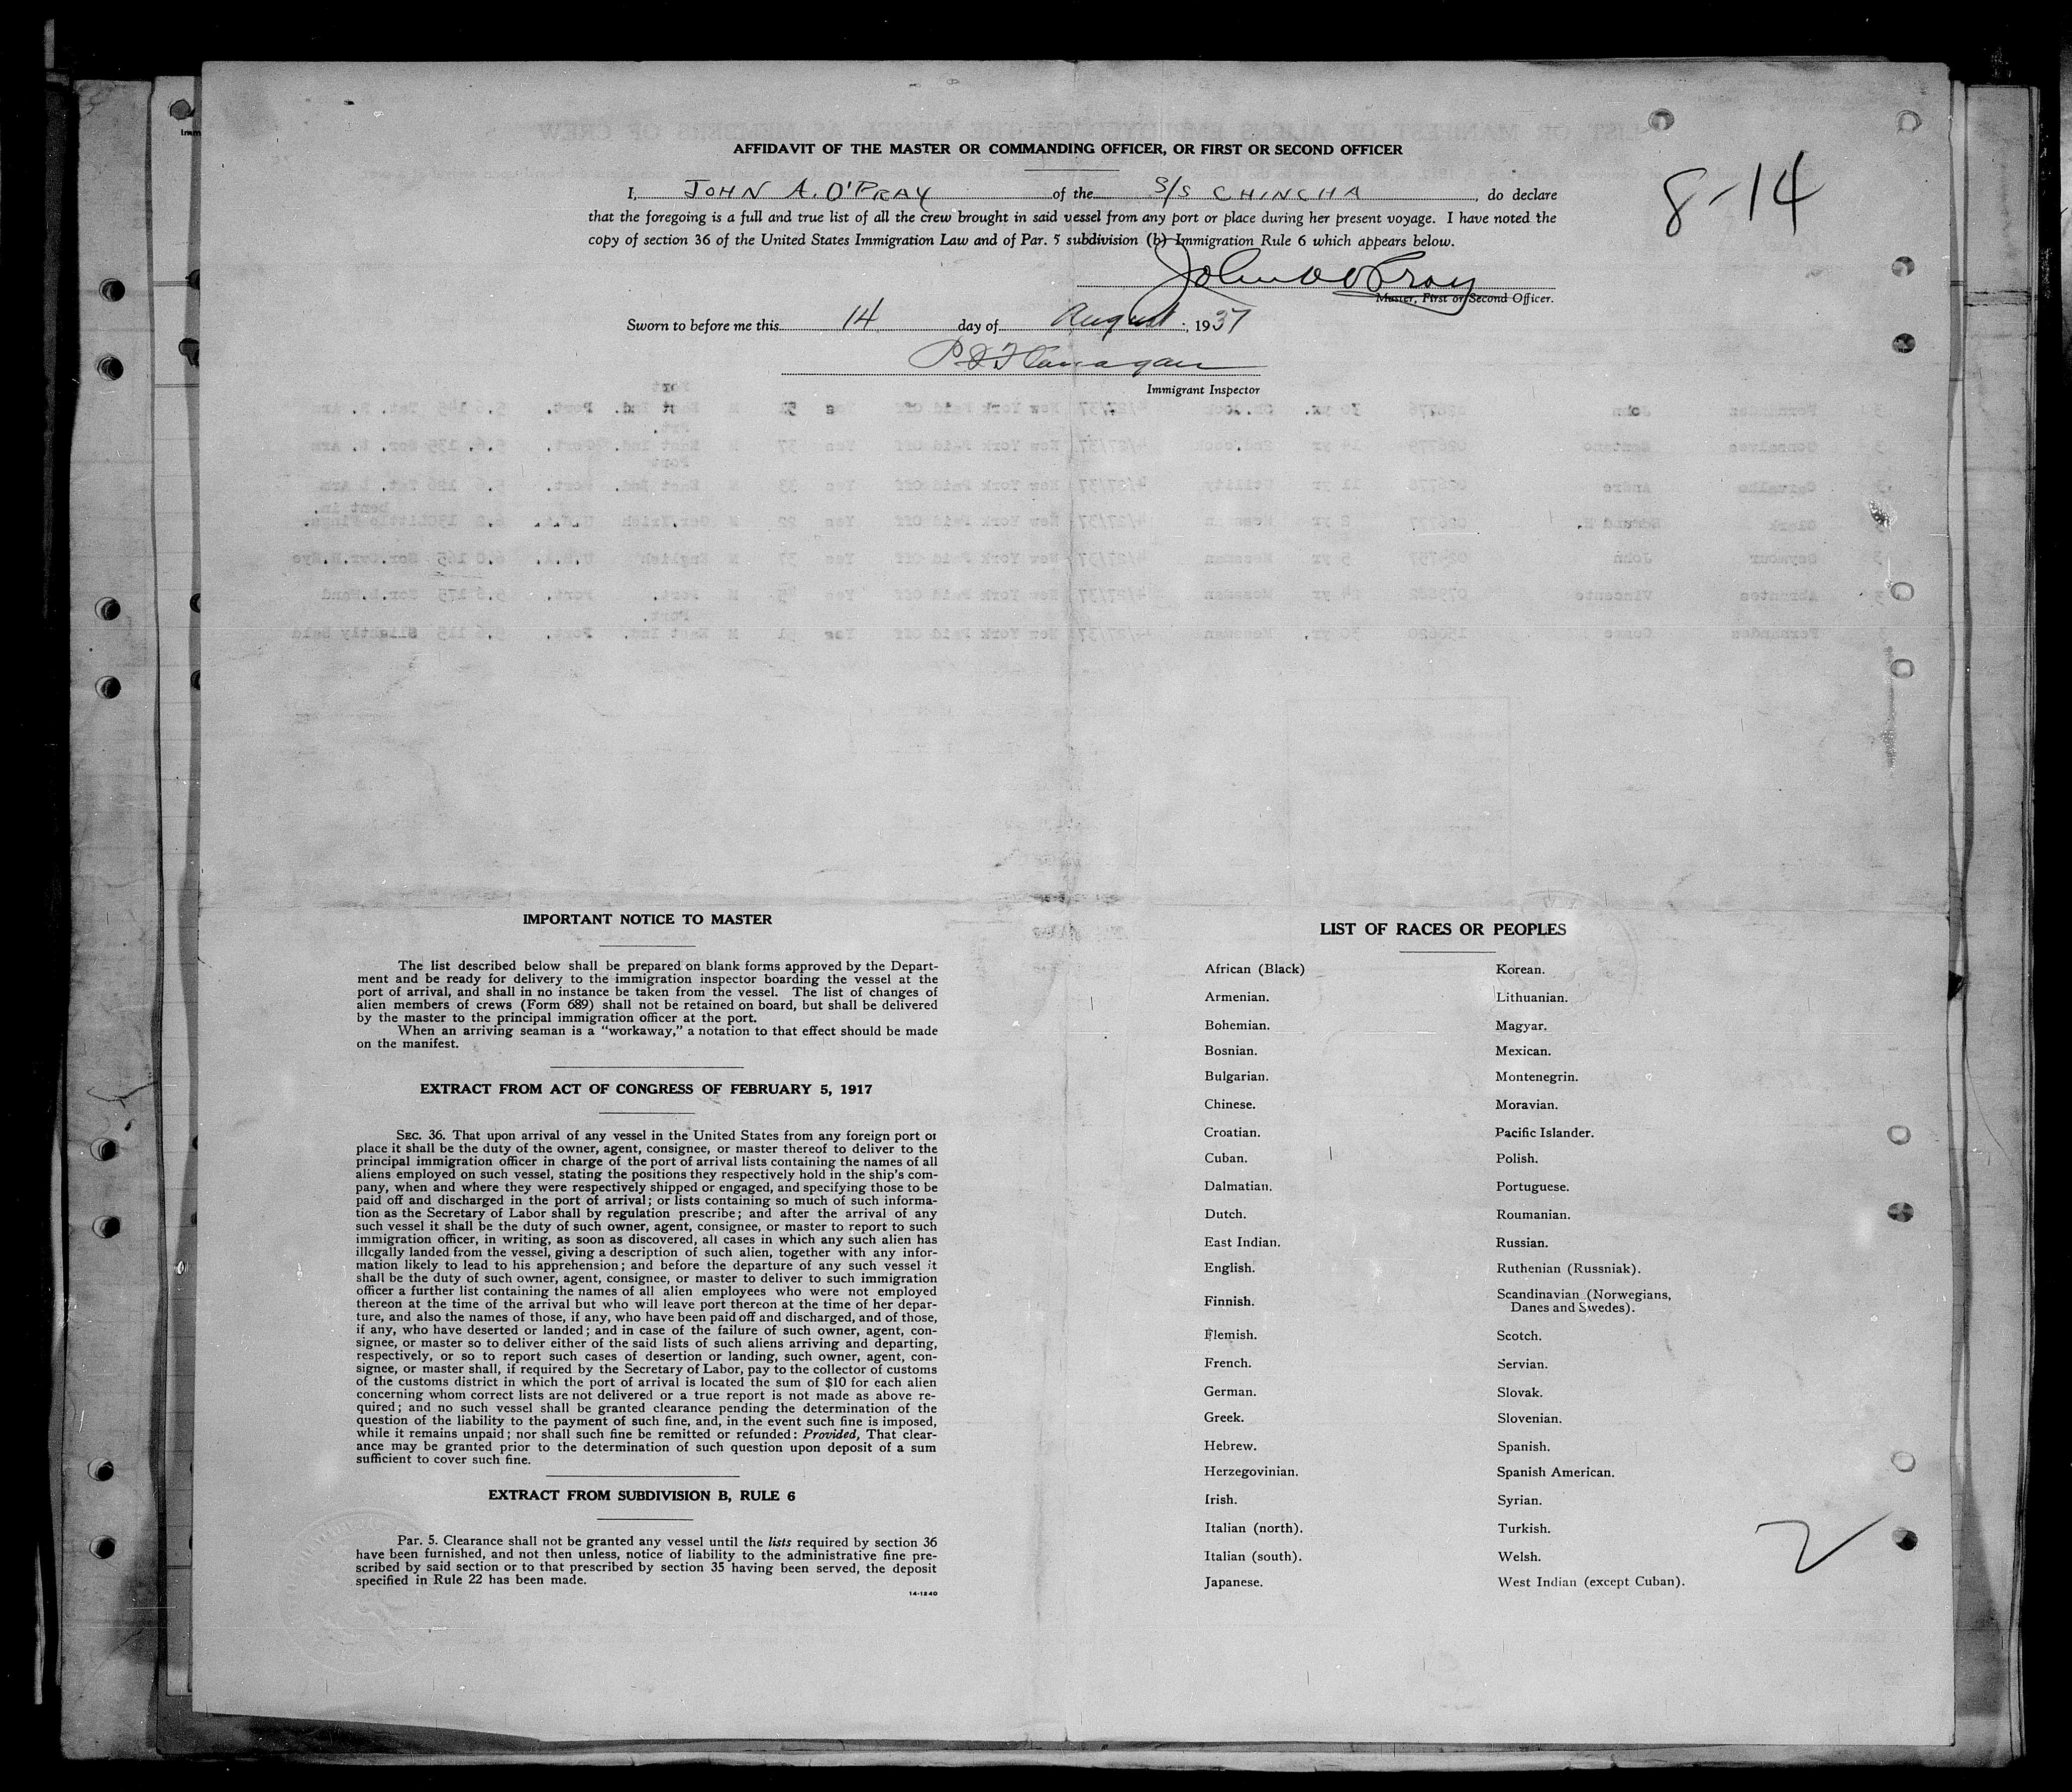 AFFIDAVIT OF THE MASTER OR COMMANDING OFFICER, OR FIRST OR SECOND OFFICER
8-14
I, JOHN A. O'PRAY of the S/S CHINCHA, do declare
that the foregoing is a full and true list of all the crew brought in said vessel from any port or place during her present voyage. I have noted the
copy of section 36 of the United States Immigration Law and of Par. 5 subdivision (b) Immigration Rule 6 which appears below.
John A O'Pray
Master, First or Second Officer.
Sworn to before me this 14 day of August, 1937
Flanagan
Immigrant Inspector
IMPORTANT NOTICE TO MASTER
The list described below shall be prepared on blank forms approved by the Depart-
ment and be ready for delivery to the immigration inspector boarding the vessel at the
port of arrival, and shall in no instance be taken from the vessel. The list of changes of
alien members of crews (Form 689) shall not be retained on board, but shall be delivered
by the master to the principal immigration officer at the port.
When an arriving seaman is a "workaway," a notation to that effect should be made
on the manifest.
EXTRACT FROM ACT OF CONGRESS OF FEBRUARY 5, 1917
SEC. 36. That upon arrival of any vessel in the United States from any foreign port or
place it shall be the duty of the owner, agent, consignee, or master thereof to deliver to the
principal immigration officer in charge of the port of arrival lists containing the names of all
aliens employed on such vessel, stating the positions they respectively hold in the ship's com-
pany, when and where they were respectively shipped or engaged, and specifying those to be
paid off and discharged in the port of arrival; or lists containing so much of such informa-
tion as the Secretary of Labor shall by regulation prescribe; and after the arrival of any
such vessel it shall be the duty of such owner, agent, consignee, or master to report to such
immigration officer, in writing, as soon as discovered, all cases in which any such alien has
illegally landed from the vessel, giving a description of such alien, together with any infor-
mation likely to lead to his apprehension; and before the departure of any such vessel it
shall be the duty of such owner, agent, consignee, or master to deliver to such immigration
officer a further list containing the names of all alien employees who were not employed
thereon at the time of the arrival but who will leave port thereon at the time of her depar-
ture, and also the names of those, if any, who have been paid off and discharged, and of those,
if any, who have deserted or landed; and in case of the failure of such owner, agent, con-
signee, or master so to deliver either of the said lists of such aliens arriving and departing,
respectively, or so to report such cases of desertion or landing, such owner, agent, con-
signee, or master shall, if required by the Secretary of Labor, pay to the collector of customs
of the customs district in which the port of arrival is located the sum of $10 for each alien
concerning whom correct lists are not delivered or a true report is not made as above re-
quired; and no such vessel shall be granted clearance pending the determination of the
question of the liability to the payment of such fine, and, in the event such fine is imposed,
while it remains unpaid; nor shall such fine be remitted or refunded: Provided, That clear-
ance may be granted prior to the determination of such question upon deposit of a sum
sufficient to cover such fine.
EXTRACT FROM SUBDIVISION B, RULE 6
Par. 5. Clearance shall not be granted any vessel until the lists required by section 36
have been furnished, and not then unless, notice of liability to the administrative fine pre-
scribed by said section or to that prescribed by section 35 having been served, the deposit
specified in Rule 22 has been made.
14-1240
LIST OF RACES OR PEOPLES
African (Black)
Armenian.
Bohemian.
Bosnian.
Bulgarian.
Chinese.
Croatian.
Cuban.
Dalmatian.
Dutch.
East Indian.
English.
Finnish.
Flemish.
French.
German.
Greek.
Hebrew.
Herzegovinian.
Irish.
Italian (north).
Italian (south).
Japanese.
Korean.
Lithuanian.
Magyar.
Mexican.
Montenegrin.
Moravian.
Pacific Islander.
Polish.
Portuguese.
Roumanian.
Russian.
Ruthenian (Russniak).
Scandinavian (Norwegians,
Danes and Swedes).
Scotch.
Servian.
Slovak.
Slovenian.
Spanish.
Spanish American.
Syrian.
Turkish.
Welsh.
West Indian (except Cuban).